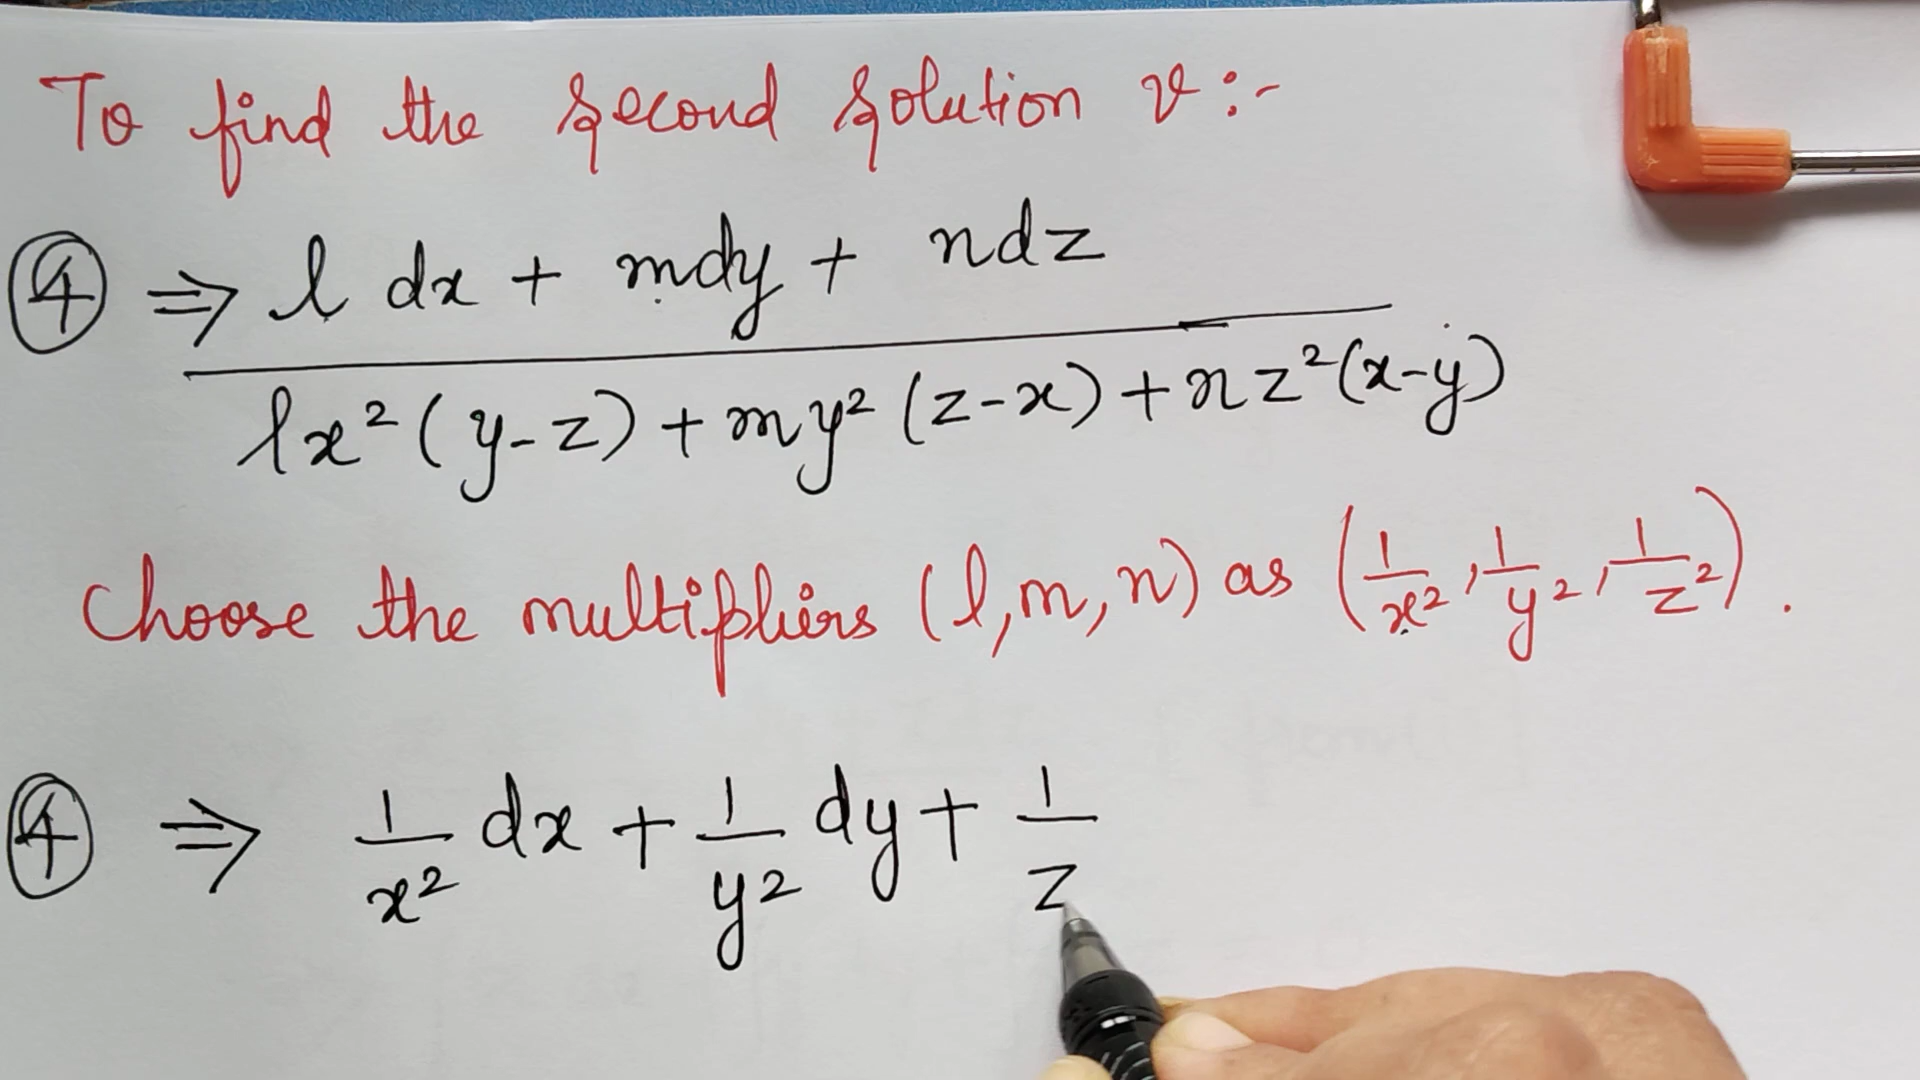 To find the second solution v:-
④ ⇒ l dx + mdy + ndz
lx²(y-z) + my²(z-x) + nz²(x-y)
Choose the multipliers (l,m,n) as (1/x², 1/y², 1/z²).
④ ⇒ 1/x² dx + 1/y² dy + 1/z